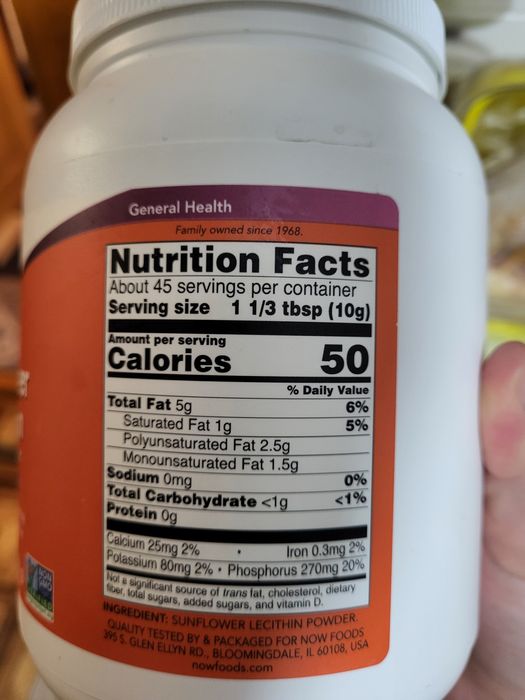 General Health
Family owned since 1968.
Nutrition Facts
About 45 servings per container
Serving size 1 1/3 tbsp (10g)
Amount per serving
Calories 50
% Daily Value
Total Fat 5g 6%
Saturated Fat 1g 5%
Polyunsaturated Fat 2.5g
Monounsaturated Fat 1.5g
Sodium 0mg 0%
Total Carbohydrate <1g <1%
Protein 0g
Calcium 25mg 2% • Iron 0.3mg 2%
Potassium 80mg 2% • Phosphorus 270mg 20%
Not a significant source of trans fat, cholesterol, dietary
fiber, total sugars, added sugars, and vitamin D.
INGREDIENT: SUNFLOWER LECITHIN POWDER.
QUALITY TESTED BY & PACKAGED FOR NOW FOODS
395 S. GLEN ELLYN RD., BLOOMINGDALE, IL 60108, USA
nowfoods.com